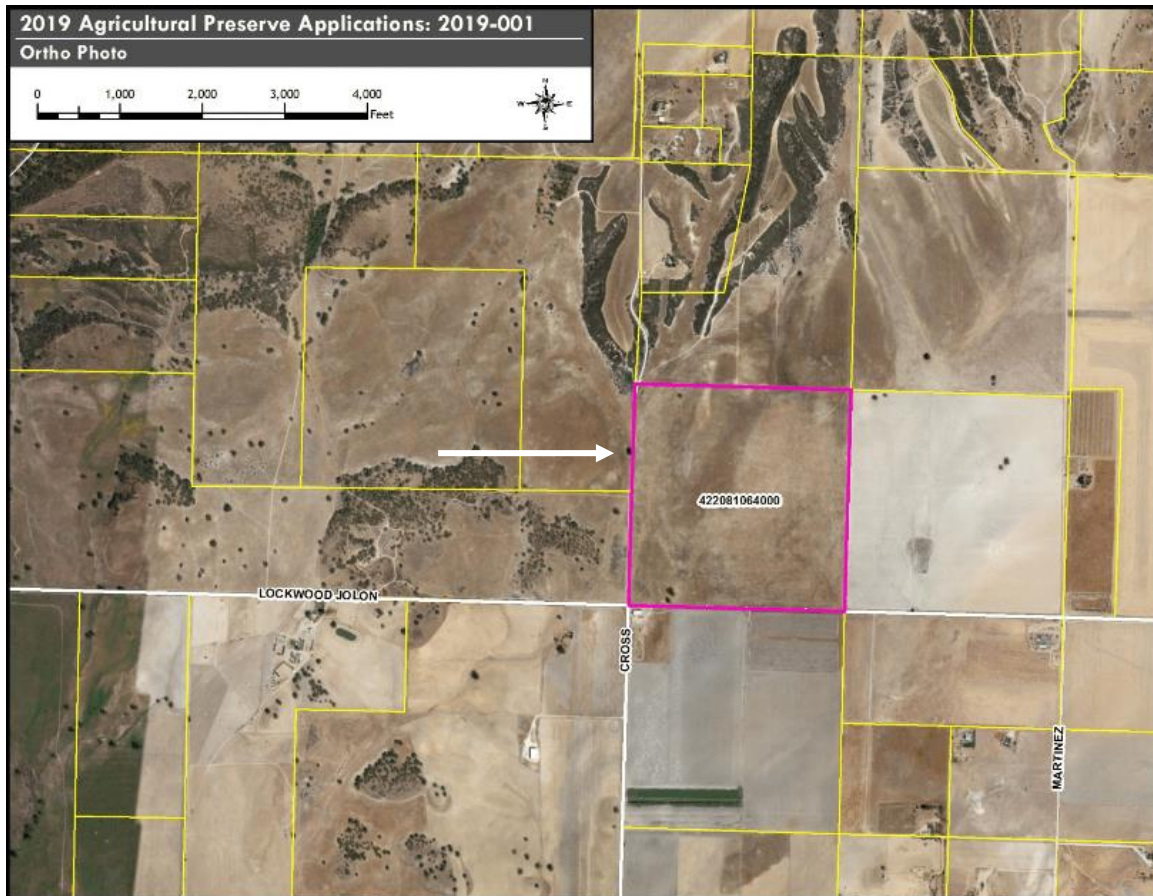 2019 Agricultural Preserve Applications: 2019-001
Ortho Photo
0 1,000 2,000 3,000 4,000
Feet
N
W E
S
422081064000
LOCKWOOD JOLON
CROSS
MARTINEZ